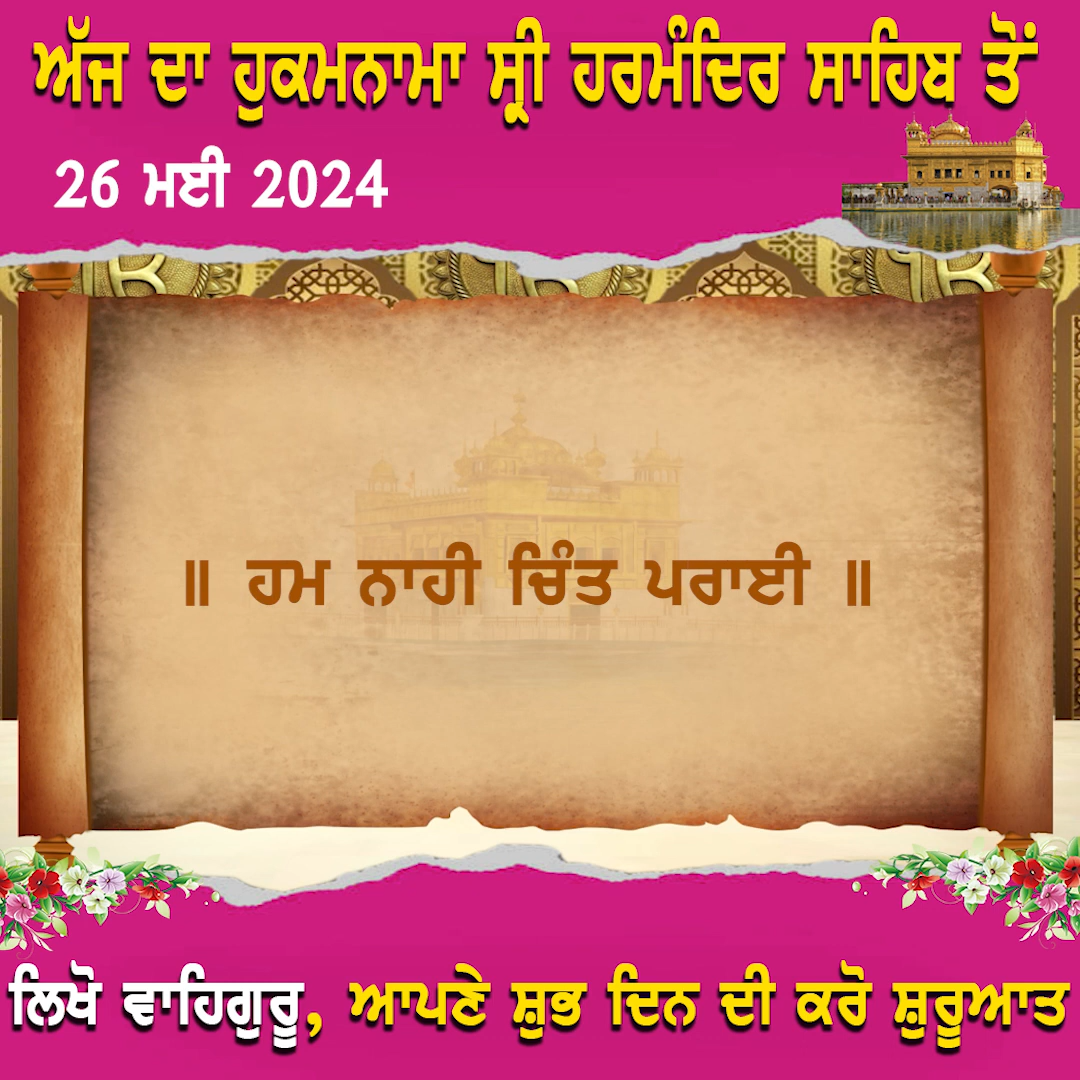 ਅੱਜ ਦਾ ਹੁਕਮਨਾਮਾ ਸ੍ਰੀ ਹਰਮੰਦਿਰ ਸਾਹਿਬ ਤੋਂ
26 ਮਈ 2024
॥ ਹਮ ਨਾਹੀ ਚਿੰਤ ਪਰਾਈ ॥
ਲਿਖੋ ਵਾਹਿਗੁਰੂ, ਆਪਣੇ ਸ਼ੁਭ ਦਿਨ ਦੀ ਕਰੋ ਸ਼ੁਰੂਆਤ